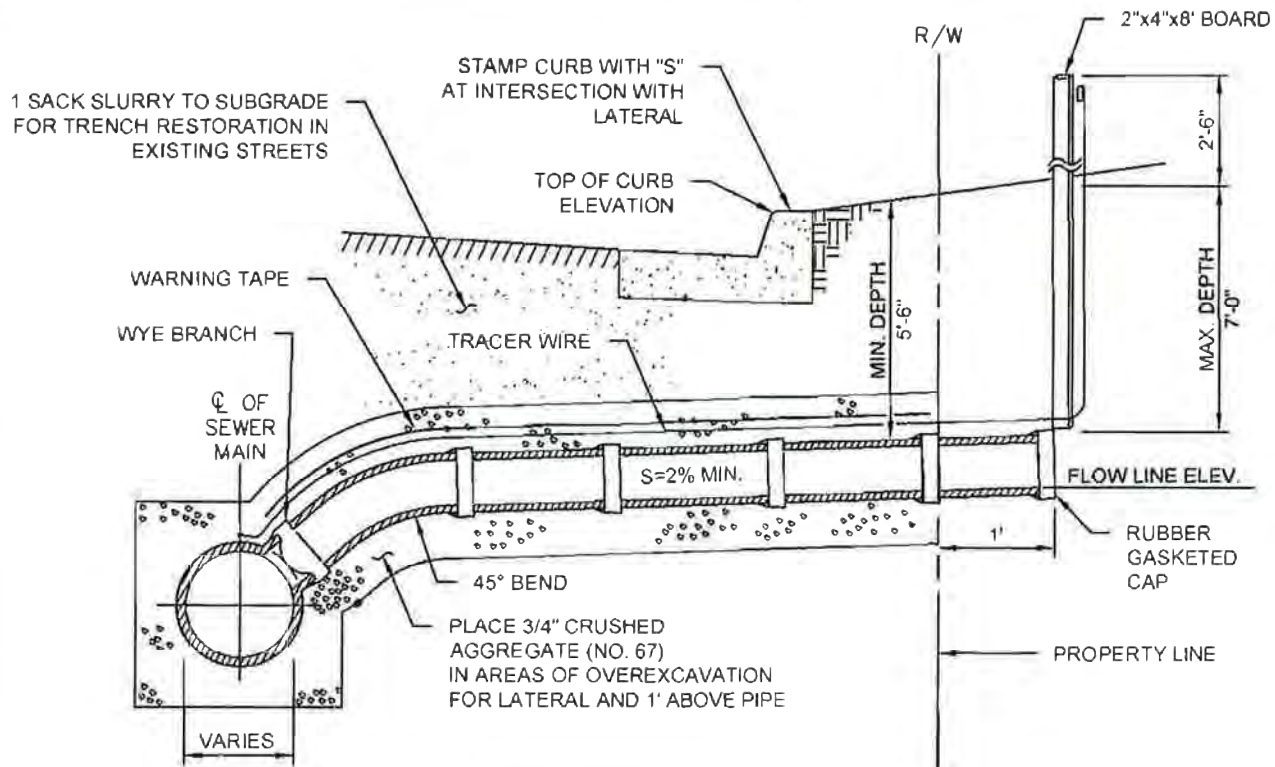 2"x4"x8' BOARD
R/W
STAMP CURB WITH "S"
AT INTERSECTION WITH
LATERAL
1 SACK SLURRY TO SUBGRADE
FOR TRENCH RESTORATION IN
EXISTING STREETS
2'-6"
TOP OF CURB
ELEVATION
WARNING TAPE
MIN. DEPTH
5'-6"
MAX. DEPTH
7'-0"
WYE BRANCH
TRACER WIRE
℄ OF
SEWER
MAIN
S=2% MIN.
FLOW LINE ELEV.
1'
RUBBER
GASKETED
CAP
45° BEND
PLACE 3/4" CRUSHED
AGGREGATE (NO. 67)
IN AREAS OF OVEREXCAVATION
FOR LATERAL AND 1' ABOVE PIPE
PROPERTY LINE
VARIES